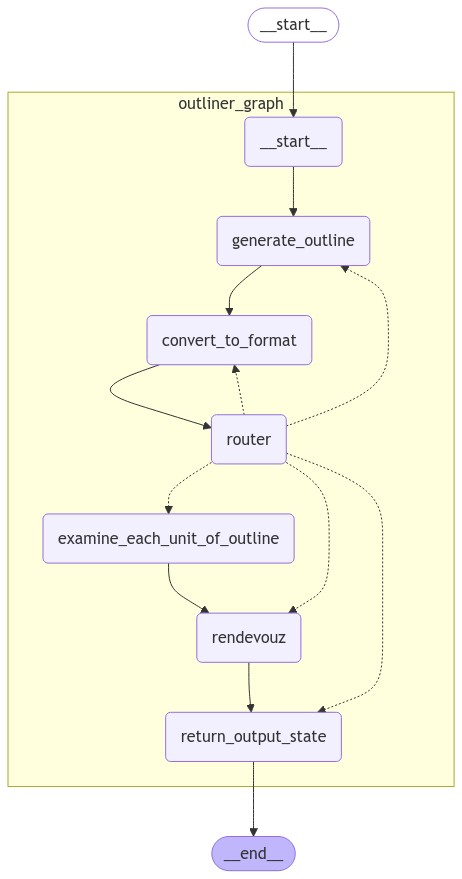 __start__
outliner_graph
__start__
generate_outline
convert_to_format
router
examine_each_unit_of_outline
rendevouz
return_output_state
__end__